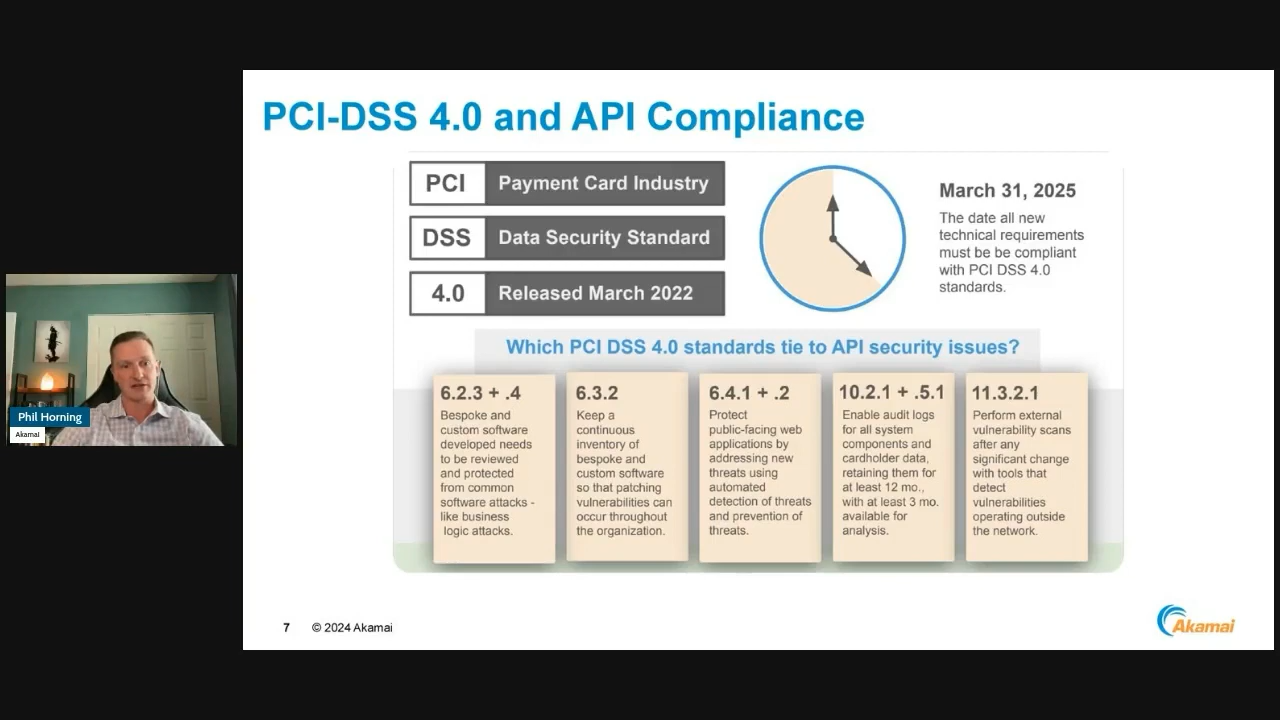 PCI-DSS 4.0 and API Compliance
PCI
Payment Card Industry
DSS
Data Security Standard
4.0
Released March 2022
March 31, 2025
The date all new
technical requirements
must be be compliant
with PCI DSS 4.0
standards.
Which PCI DSS 4.0 standards tie to API security issues?
6.2.3 + .4
Bespoke and
custom software
developed needs
to be reviewed
and protected
from common
software attacks -
like business
logic attacks.
6.3.2
Keep a
continuous
inventory of
bespoke and
custom software
so that patching
vulnerabilities can
occur throughout
the organization.
6.4.1 + .2
Protect
public-facing web
applications by
addressing new
threats using
automated
detection of threats
and prevention of
threats.
10.2.1 + .5.1
Enable audit logs
for all system
components and
cardholder data,
retaining them for
at least 12 mo.,
with at least 3 mo.
available for
analysis.
11.3.2.1
Perform external
vulnerability scans
after any
significant change
with tools that
detect
vulnerabilities
operating outside
the network.
Phil Horning
Akamai
7
© 2024 Akamai
Akamai